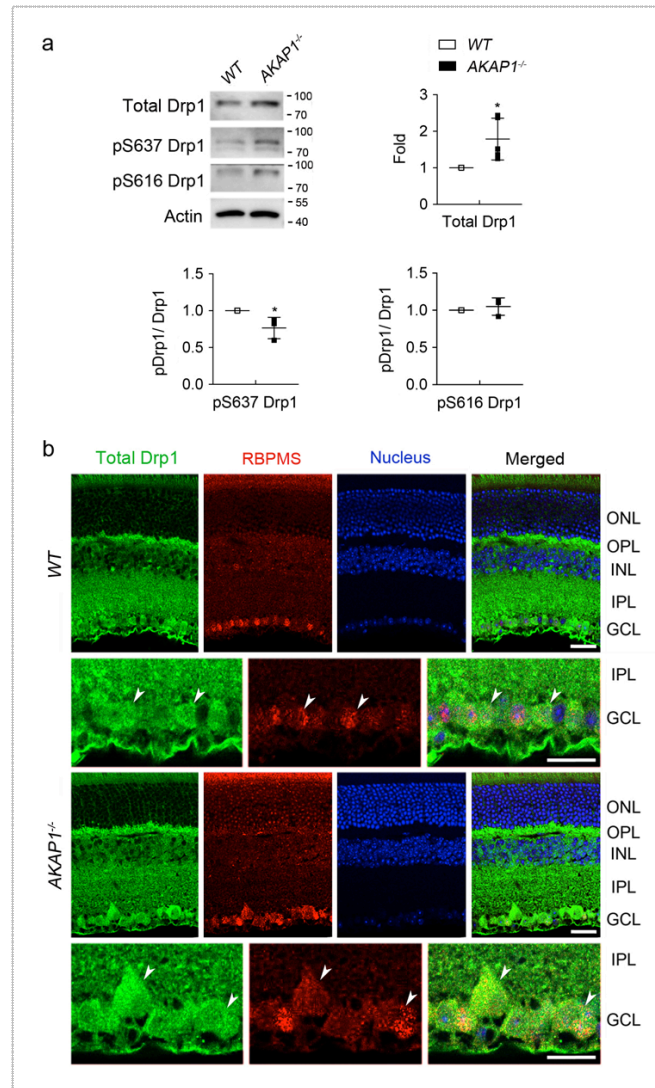 a
WT AKAP1-/-
Total Drp1
- 100
- 70
pS637 Drp1
- 100
- 70
pS616 Drp1
- 100
- 70
Actin
- 55
- 40
WT
AKAP1-/-
Fold
3
2
1
0
*
Total Drp1
pDrp1/ Drp1
1.5
1.0
0.5
0.0
*
pS637 Drp1
pDrp1/ Drp1
1.5
1.0
0.5
0.0
pS616 Drp1
b
Total Drp1 RBPMS Nucleus Merged
WT
ONL
OPL
INL
IPL
GCL
IPL
GCL
AKAP1-/-
ONL
OPL
INL
IPL
GCL
IPL
GCL